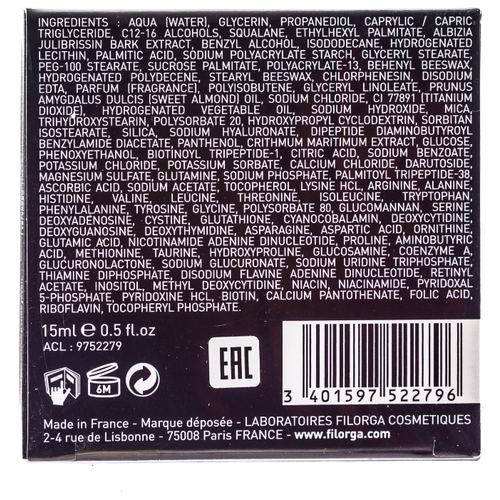 INGREDIENTS : AQUA (WATER), GLYCERIN, PROPANEDIOL, CAPRYLIC / CAPRIC
TRIGLYCERIDE, C12-16 ALCOHOLS, SQUALANE, ETHYLHEXYL PALMITATE, ALBIZIA
JULIBRISSIN BARK EXTRACT, BENZYL ALCOHOL, ISODODECANE, HYDROGENATED
LECITHIN, PALMITIC ACID, SODIUM POLYACRYLATE STARCH, GLYCERYL STEARATE,
PEG-100 STEARATE, SUCROSE PALMITATE, POLYACRYLATE-13, BEHENYL BEESWAX,
HYDROGENATED POLYDECENE, STEARYL BEESWAX, CHLORPHENESIN, DISODIUM
EDTA, PARFUM (FRAGRANCE), POLYISOBUTENE, GLYCERYL LINOLEATE, PRUNUS
AMYGDALUS DULCIS (SWEET ALMOND) OIL, SODIUM CHLORIDE, CI 77891 (TITANIUM
DIOXIDE), HYDROGENATED VEGETABLE OIL, SODIUM HYDROXIDE, MICA,
TRIHYDROXYSTEARIN, POLYSORBATE 20, HYDROXYPROPYL CYCLODEXTRIN, SORBITAN
ISOSTEARATE, SILICA, SODIUM HYALURONATE, DIPEPTIDE DIAMINOBUTYROYL
BENZYLAMIDE DIACETATE, PANTHENOL, CRITHMUM MARITIMUM EXTRACT, GLUCOSE,
PHENOXYETHANOL, BIOTINOYL TRIPEPTIDE-1, CITRIC ACID, SODIUM BENZOATE,
POTASSIUM CHLORIDE, POTASSIUM SORBATE, CALCIUM CHLORIDE, DARUTOSIDE,
MAGNESIUM SULFATE, GLUTAMINE, SODIUM PHOSPHATE, PALMITOYL TRIPEPTIDE-38,
ASCORBIC ACID, SODIUM ACETATE, TOCOPHEROL, LYSINE HCL, ARGININE, ALANINE,
HISTIDINE, VALINE, LEUCINE, THREONINE, ISOLEUCINE, TRYPTOPHAN,
PHENYLALANINE, TYROSINE, GLYCINE, POLYSORBATE 80, GLUCOMANNAN, SERINE,
DEOXYADENOSINE, CYSTINE, GLUTATHIONE, CYANOCOBALAMIN, DEOXYCYTIDINE,
DEOXYGUANOSINE, DEOXYTHYMIDINE, ASPARAGINE, ASPARTIC ACID, ORNITHINE,
GLUTAMIC ACID, NICOTINAMIDE ADENINE DINUCLEOTIDE, PROLINE, AMINOBUTYRIC
ACID, METHIONINE, TAURINE, HYDROXYPROLINE, GLUCOSAMINE, COENZYME A,
GLUCURONOLACTONE, SODIUM GLUCURONATE, SODIUM URIDINE TRIPHOSPHATE,
THIAMINE DIPHOSPHATE, DISODIUM FLAVINE ADENINE DINUCLEOTIDE, RETINYL
ACETATE, INOSITOL, METHYL DEOXYCYTIDINE, NIACIN, NIACINAMIDE, PYRIDOXAL
5-PHOSPHATE, PYRIDOXINE HCL, BIOTIN, CALCIUM PANTOTHENATE, FOLIC ACID,
RIBOFLAVIN, TOCOPHERYL PHOSPHATE.
15ml ℮ 0.5 fl.oz
ACL : 9752279
6M
EAC
3 401597 522796
Made in France - Marque déposée - LABORATOIRES FILORGA COSMETIQUES
2-4 rue de Lisbonne - 75008 Paris FRANCE - www.filorga.com